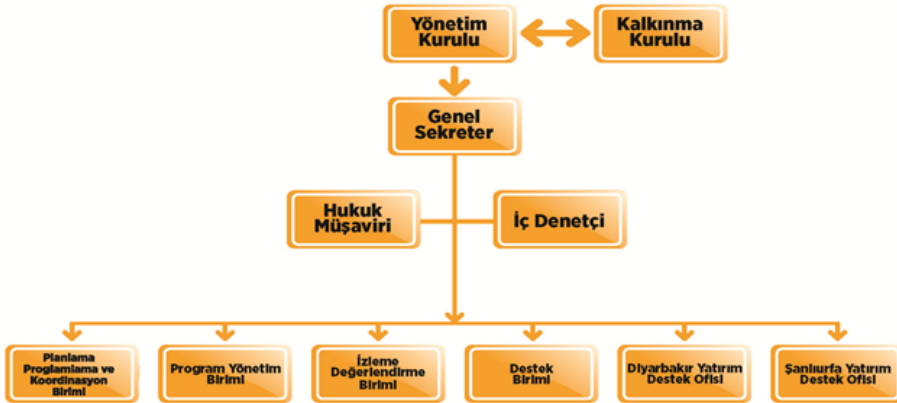 Yönetim
Kurulu
Kalkınma
Kurulu
Genel
Sekreter
Hukuk
Müşaviri
İç Denetçi
Planlama
Proglamlama ve
Koordinasyon
Birimi
Program Yönetim
Birimi
İzleme
Değerlendirme
Birimi
Destek
Birimi
Diyarbakır Yatırım
Destek Ofisi
Şanlıurfa Yatırım
Destek Ofisi